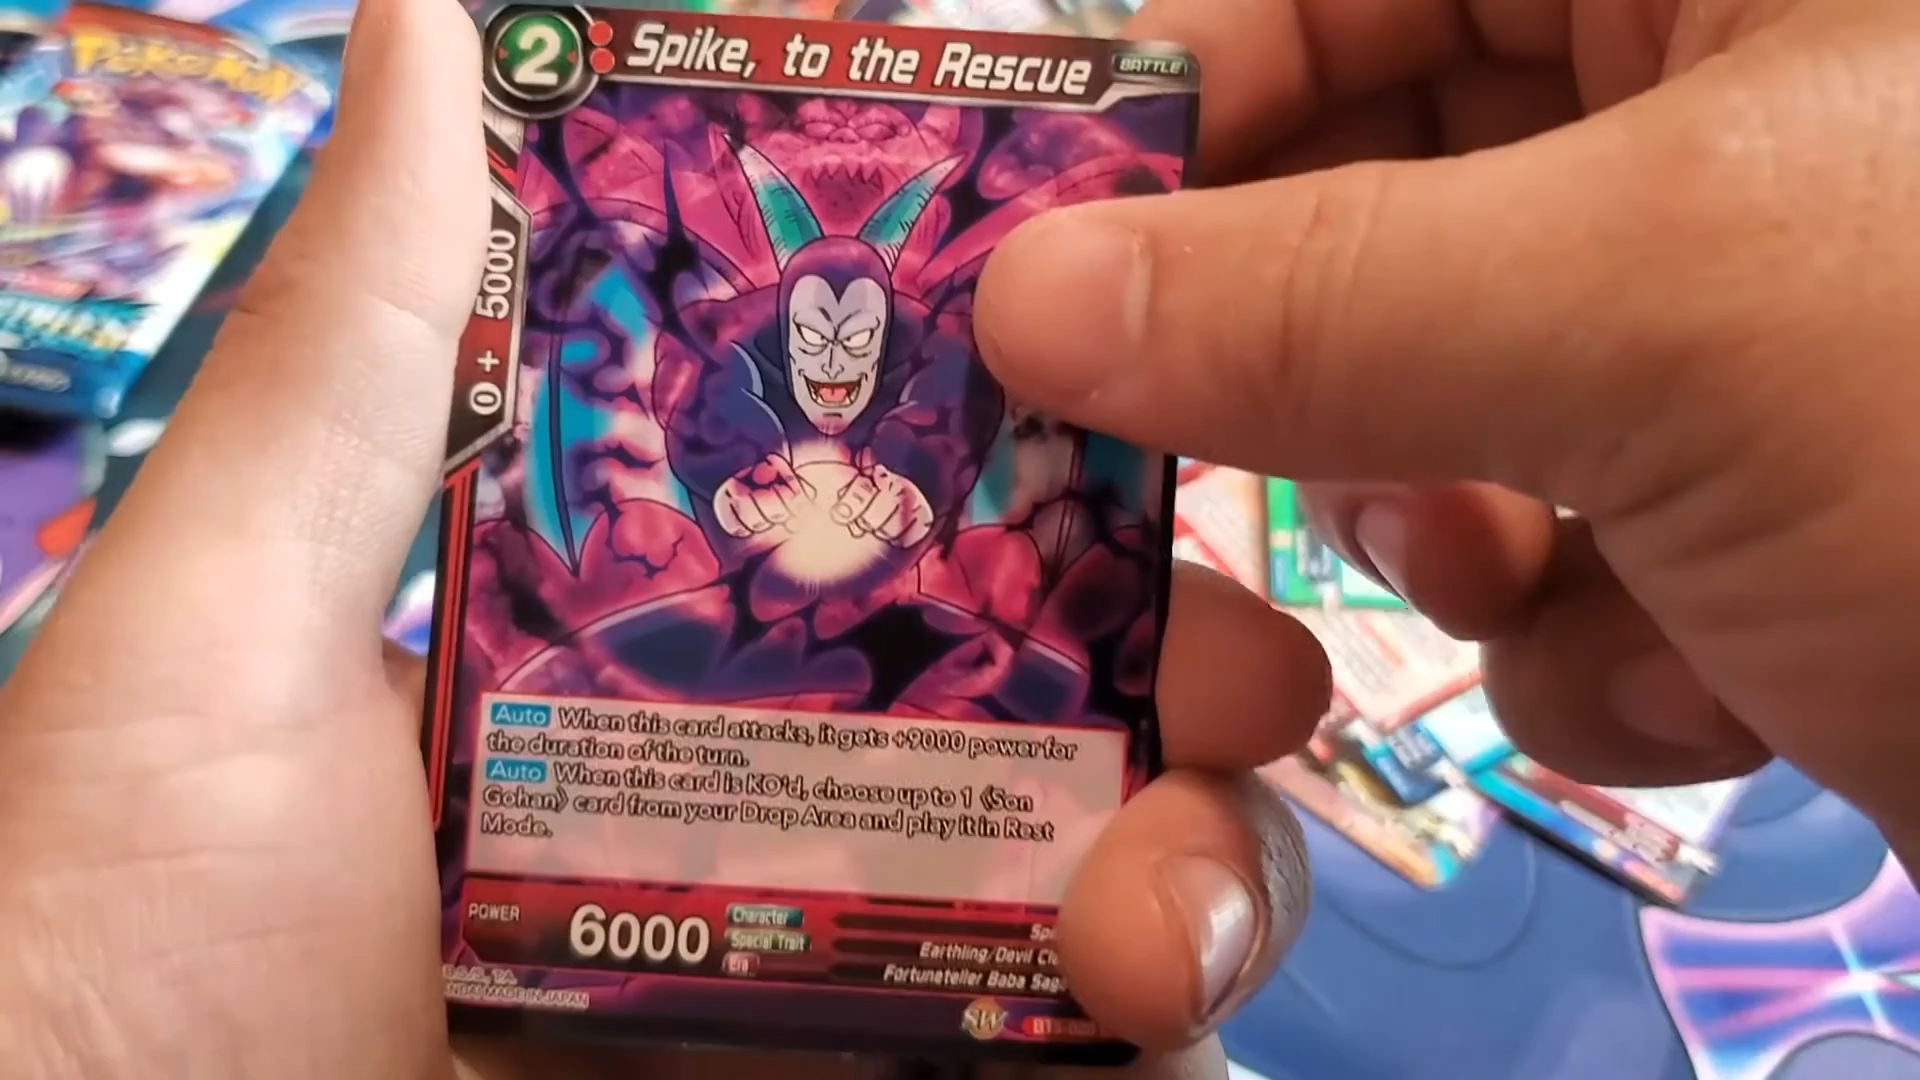 POKEMON
2 Spike, to the Rescue BATTLE
0 + 5000
Auto When this card attacks, it gets +9000 power for
the duration of the turn.
Auto When this card is KO'd, choose up to 1 《Son
Gohan》 card from your Drop Area and play it in Rest
Mode.
POWER 6000
Character
Special Trait Earthling/Devil
Era Fortuneteller Baba
B.S./S., T.A.
MADE IN JAPAN
SW